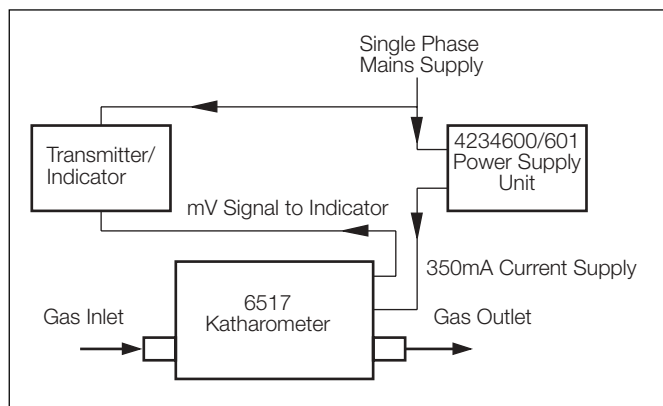 Single Phase
Mains Supply
Transmitter/
Indicator
4234600/601
Power Supply
Unit
mV Signal to Indicator
350mA Current Supply
6517
Katharometer
Gas Inlet
Gas Outlet